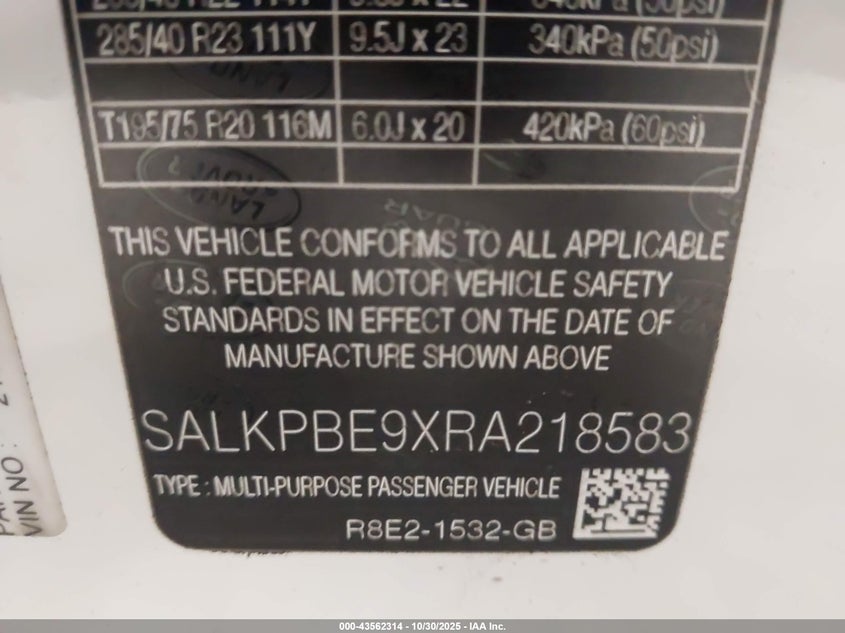 285/40 R23 111Y 9.5J x 23 340kPa (50psi)
T195/75 R20 116M 6.0J x 20 420kPa (60psi)
THIS VEHICLE CONFORMS TO ALL APPLICABLE
U.S. FEDERAL MOTOR VEHICLE SAFETY
STANDARDS IN EFFECT ON THE DATE OF
MANUFACTURE SHOWN ABOVE
SALKPBE9XRA218583
TYPE : MULTI-PURPOSE PASSENGER VEHICLE
R8E2-1532-GB
VIN NO :
LAND
ROVER
000-43562314 - 10/30/2025 - IAA Inc.